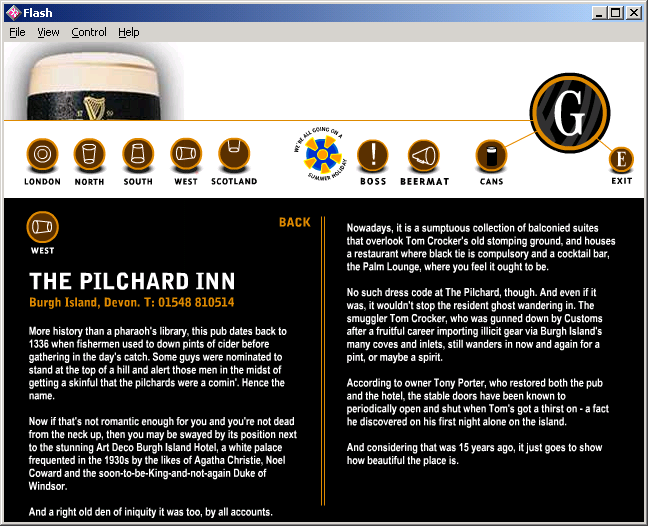 Flash
File View Control Help
17 59
G
LONDON NORTH SOUTH WEST SCOTLAND
WE'RE ALL GOING ON A
SUMMER HOLIDAY
!
BOSS BEERMAT CANS
E
EXIT
WEST
BACK
THE PILCHARD INN
Burgh Island, Devon. T: 01548 810514
More history than a pharaoh's library, this pub dates back to
1336 when fishermen used to down pints of cider before
gathering in the day's catch. Some guys were nominated to
stand at the top of a hill and alert those men in the midst of
getting a skinful that the pilchards were a comin'. Hence the
name.
Now if that's not romantic enough for you and you're not dead
from the neck up, then you may be swayed by its position next
to the stunning Art Deco Burgh Island Hotel, a white palace
frequented in the 1930s by the likes of Agatha Christie, Noel
Coward and the soon-to-be-King-and-not-again Duke of
Windsor.
And a right old den of iniquity it was too, by all accounts.
Nowadays, it is a sumptuous collection of balconied suites
that overlook Tom Crocker's old stomping ground, and houses
a restaurant where black tie is compulsory and a cocktail bar,
the Palm Lounge, where you feel it ought to be.
No such dress code at The Pilchard, though. And even if it
was, it wouldn't stop the resident ghost wandering in. The
smuggler Tom Crocker, who was gunned down by Customs
after a fruitful career importing illicit gear via Burgh Island's
many coves and inlets, still wanders in now and again for a
pint, or maybe a spirit.
According to owner Tony Porter, who restored both the pub
and the hotel, the stable doors have been known to
periodically open and shut when Tom's got a thirst on - a fact
he discovered on his first night alone on the island.
And considering that was 15 years ago, it just goes to show
how beautiful the place is.